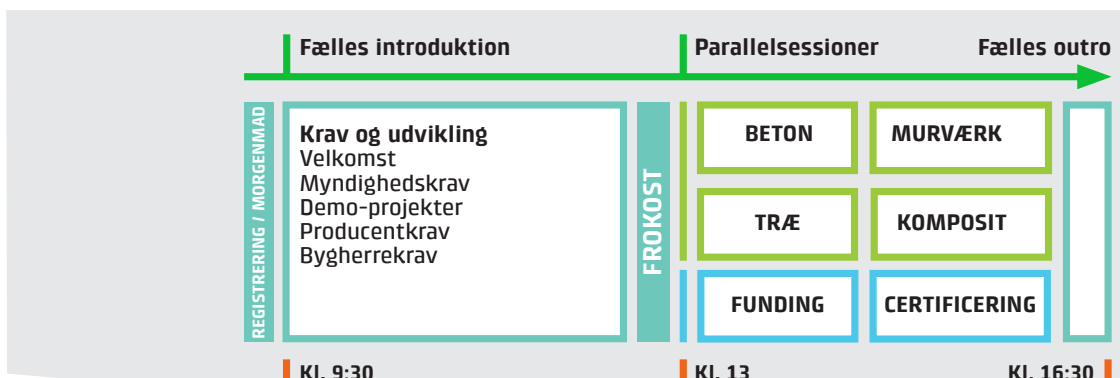 Fælles introduktion
Parallelsessioner
Fælles outro
REGISTRERING / MORGENMAD
Krav og udvikling
Velkomst
Myndighedskrav
Demo-projekter
Producentkrav
Bygherrekrav
FROKOST
BETON
MURVÆRK
TRÆ
KOMPOSIT
FUNDING
CERTIFICERING
Kl. 9:30
Kl. 13
Kl. 16:30